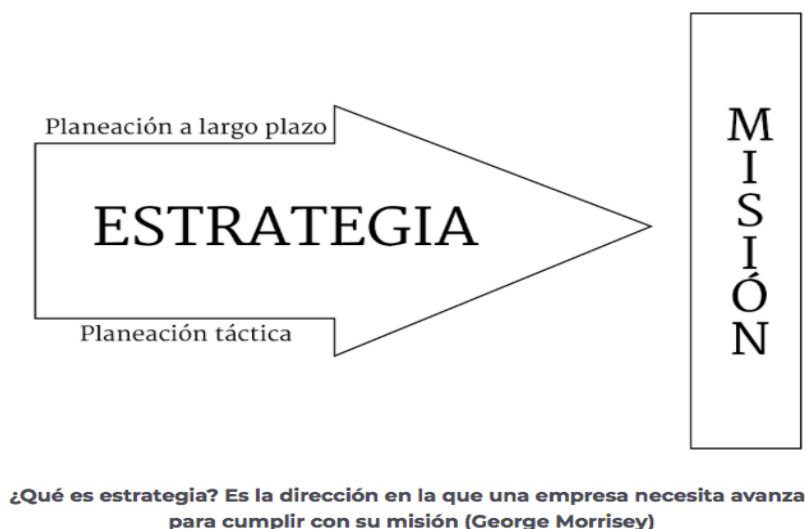 Planeación a largo plazo
ESTRATEGIA
Planeación táctica
MISIÓN
¿Qué es estrategia? Es la dirección en la que una empresa necesita avanza
para cumplir con su misión (George Morrisey)